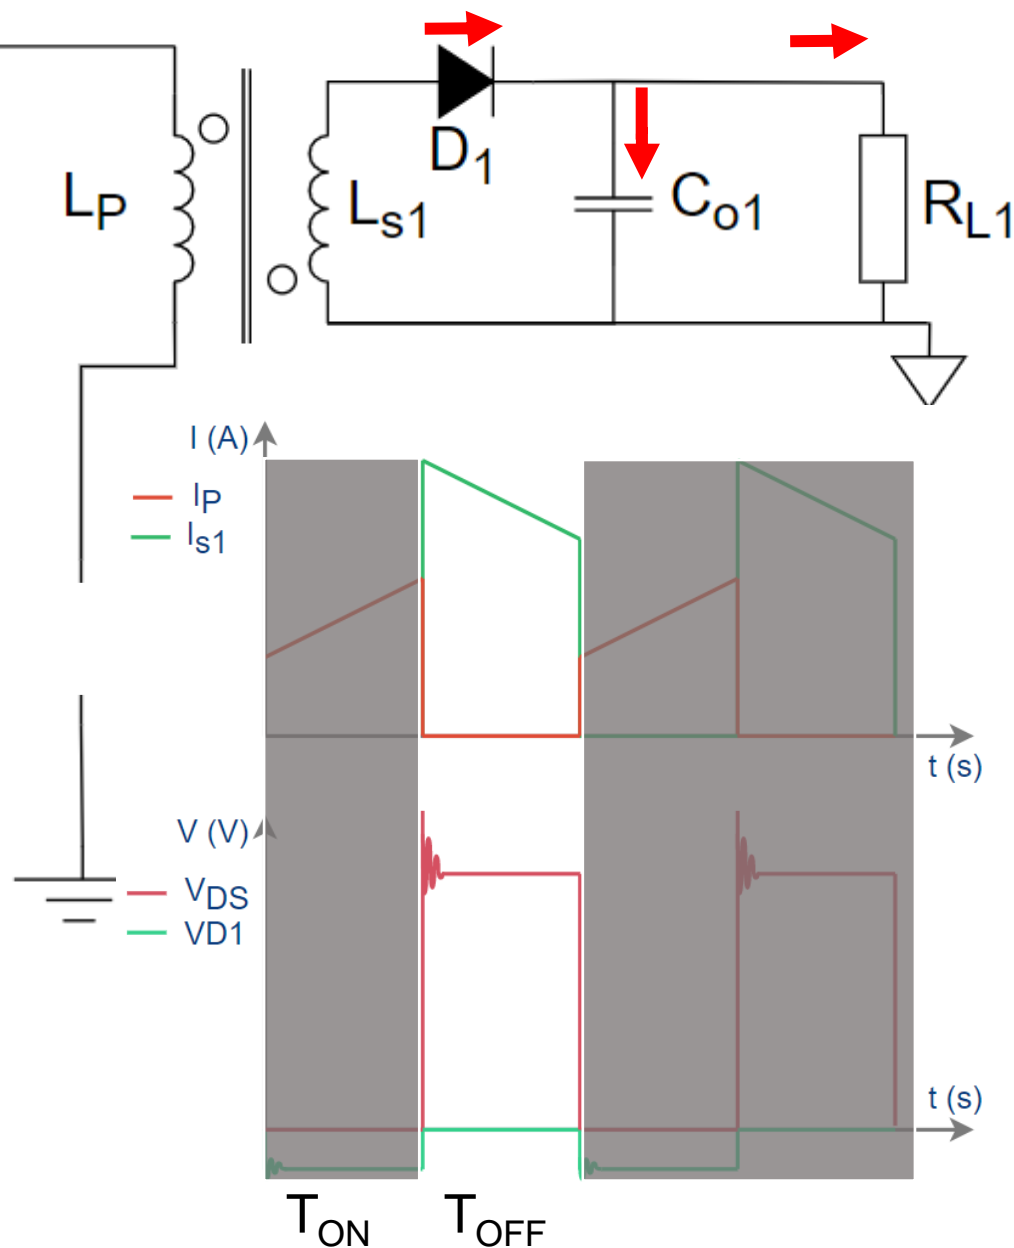 D1
LP
Ls1
Co1
RL1
I (A)
IP
Is1
t (s)
V (V)
VDS
VD1
t (s)
TON
TOFF